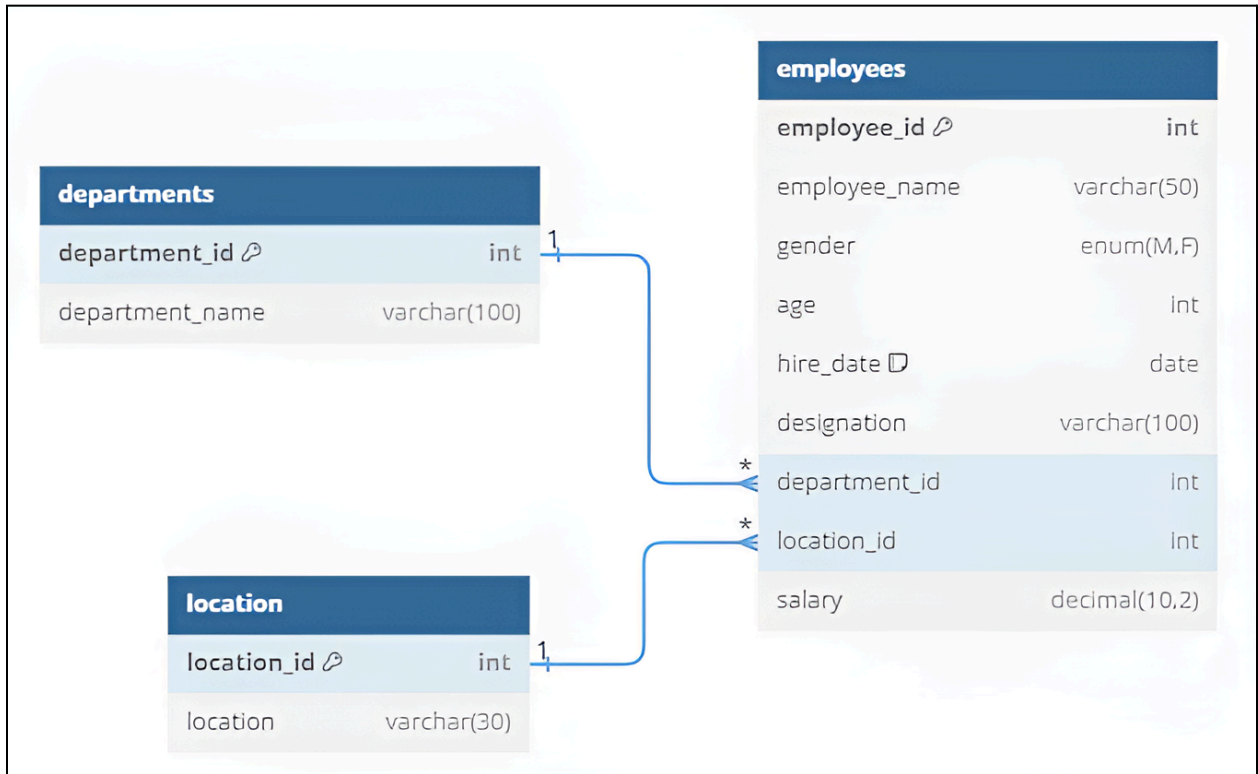 departments
department_id int
department_name varchar(100)
1
employees
employee_id int
employee_name varchar(50)
gender enum(M,F)
age int
hire_date date
designation varchar(100)
* department_id int
* location_id int
salary decimal(10,2)
location
location_id int
1
location varchar(30)